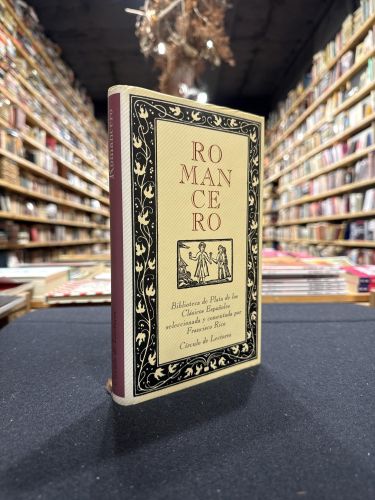 RO
MAN
CE
RO
Biblioteca de Plata de los
Clásicos Españoles
seleccionada y comentada por
Francisco Rico
Círculo de Lectores